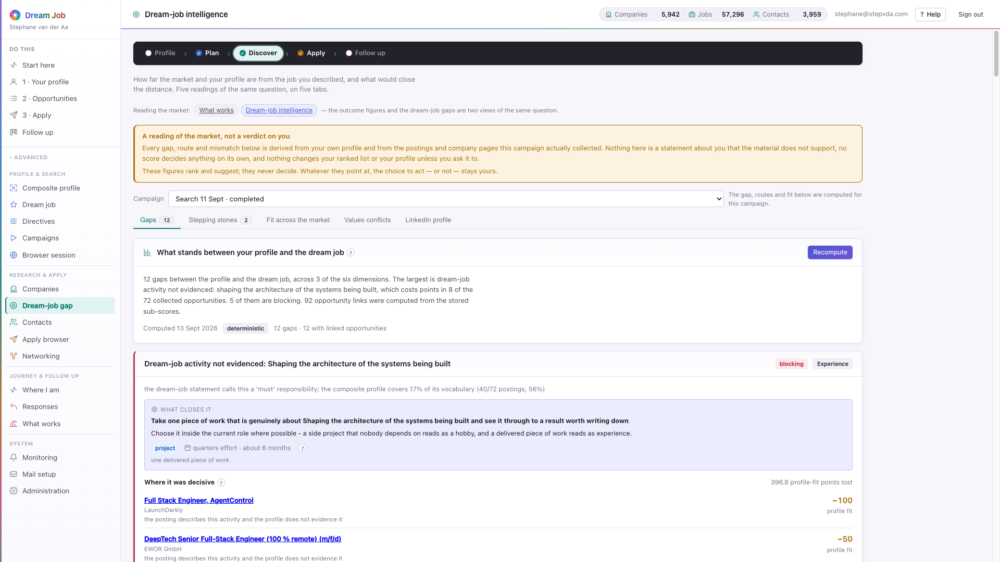 Dream Job
Stephane van der Aa
DO THIS
Start here
1 · Your profile
2 · Opportunities
3 · Apply
Follow up
ADVANCED
PROFILE & SEARCH
Composite profile
Dream job
Directives
Campaigns
Browser session
RESEARCH & APPLY
Companies
Dream-job gap
Contacts
Apply browser
Networking
JOURNEY & FOLLOW UP
Where I am
Responses
What works
SYSTEM
Monitoring
Mail setup
Administration
Dream-job intelligence
Companies 5,942 Jobs 57,296 Contacts 3,959
stephane@stepvda.com
? Help
Sign out
Profile › Plan › Discover › Apply › Follow up
How far the market and your profile are from the job you described, and what would close
the distance. Five readings of the same question, on five tabs.
Reading the market: What works Dream-job intelligence — the outcome figures and the dream-job gaps are two views of the same question.
A reading of the market, not a verdict on you
Every gap, route and mismatch below is derived from your own profile and from the postings and company pages this campaign actually collected. Nothing here is a statement about you that the material does not support, no
score decides anything on its own, and nothing changes your ranked list or your profile unless you ask it to.
These figures rank and suggest; they never decide. Whatever they point at, the choice to act — or not — stays yours.
Campaign
Search 11 Sept · completed
The gap, routes and fit below are computed for
this campaign.
Gaps 12 Stepping stones 2 Fit across the market Values conflicts LinkedIn profile
What stands between your profile and the dream job ?
Recompute
12 gaps between the profile and the dream job, across 3 of the six dimensions. The largest is dream-job
activity not evidenced: shaping the architecture of the systems being built, which costs points in 8 of the
72 collected opportunities. 5 of them are blocking. 92 opportunity links were computed from the stored
sub-scores.
Computed 13 Sept 2026 deterministic 12 gaps · 12 with linked opportunities
Dream-job activity not evidenced: Shaping the architecture of the systems being built
blocking Experience
the dream-job statement calls this a 'must' responsibility; the composite profile covers 17% of its vocabulary (40/72 postings, 56%)
WHAT CLOSES IT
Take one piece of work that is genuinely about Shaping the architecture of the systems being built and see it through to a result worth writing down
Choose it inside the current role where possible - a side project that nobody depends on reads as a hobby, and a delivered piece of work reads as experience.
project quarters effort · about 6 months ?
one delivered piece of work
Where it was decisive ?
396.8 profile-fit points lost
Full Stack Engineer, AgentControl
−100
LaunchDarkly
profile fit
the posting describes this activity and the profile does not evidence it
DeepTech Senior Full-Stack Engineer (100 % remote) (m/f/d)
−50
EWOR GmbH
profile fit
the posting describes this activity and the profile does not evidence it